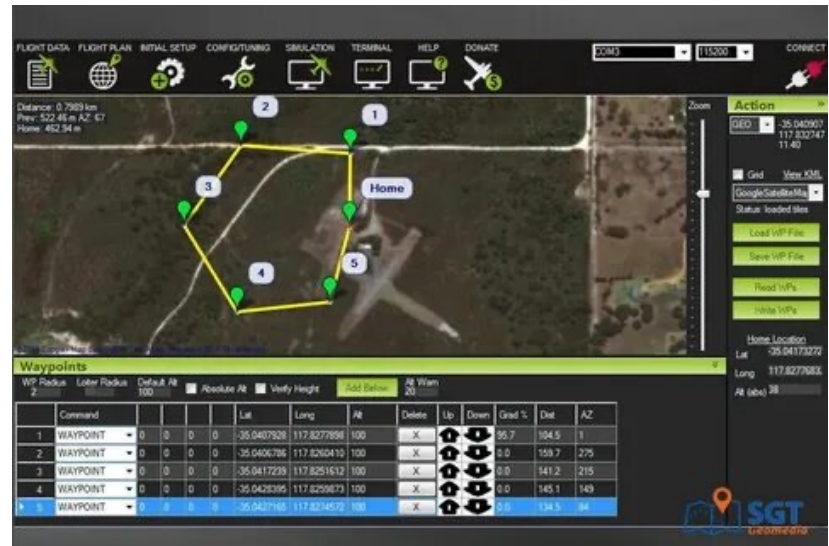 FLIGHT DATA FLIGHT PLAN INITIAL SETUP CONFIG/TUNING SIMULATION TERMINAL HELP DONATE COM3 115200 CONNECT
Distance: 0.7989 km
Prev: 522.46 m AZ: 67
Home: 462.94 m
2
1
3
Home
4
5
Zoom
Action
GEO -35.040907
117.832747
11.40
Grid View KML
GoogleSatelliteMap
Status: loaded tiles
Load WP File
Save WP File
Read WPs
Write WPs
Home Location
Lat -35.04173272
Long 117.8277683
Alt (abs) 38
Waypoints
WP Radius Loiter Radius Default Alt Absolute Alt Verify Height Add Below Alt Warn
2 100 20
Command Lat Long Alt Delete Up Down Grad % Dist AZ
1 WAYPOINT 0 0 0 0 -35.0407928 117.8277898 100 X 95.7 104.5 1
2 WAYPOINT 0 0 0 0 -35.0406786 117.8260410 100 X 0.0 159.7 275
3 WAYPOINT 0 0 0 0 -35.0417239 117.8251612 100 X 0.0 141.2 215
4 WAYPOINT 0 0 0 0 -35.0428395 117.8259873 100 X 0.0 145.1 149
5 WAYPOINT 0 0 0 0 -35.0427165 117.8274572 100 X 0.0 134.5 84
SGT
Geomedia